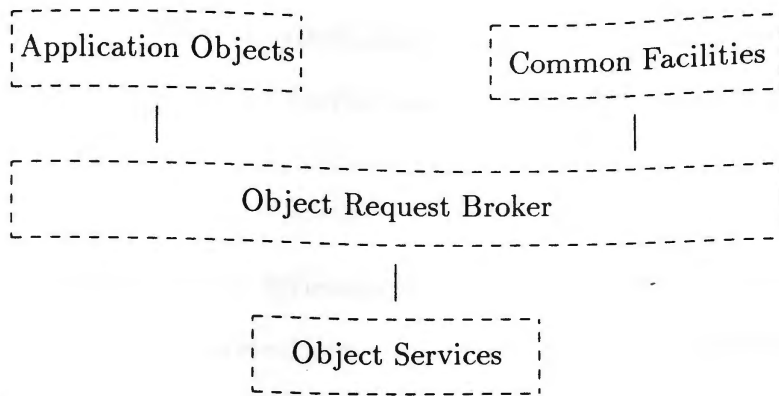 Application Objects
Common Facilities
Object Request Broker
Object Services